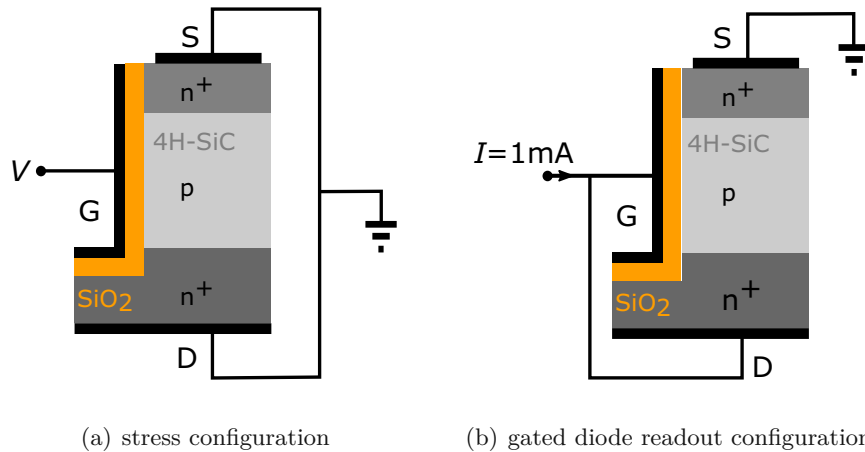 S
n+
4H-SiC
V
p
G
SiO2
n+
D
(a) stress configuration
S
n+
4H-SiC
I=1mA
p
G
SiO2
n+
D
(b) gated diode readout configuration